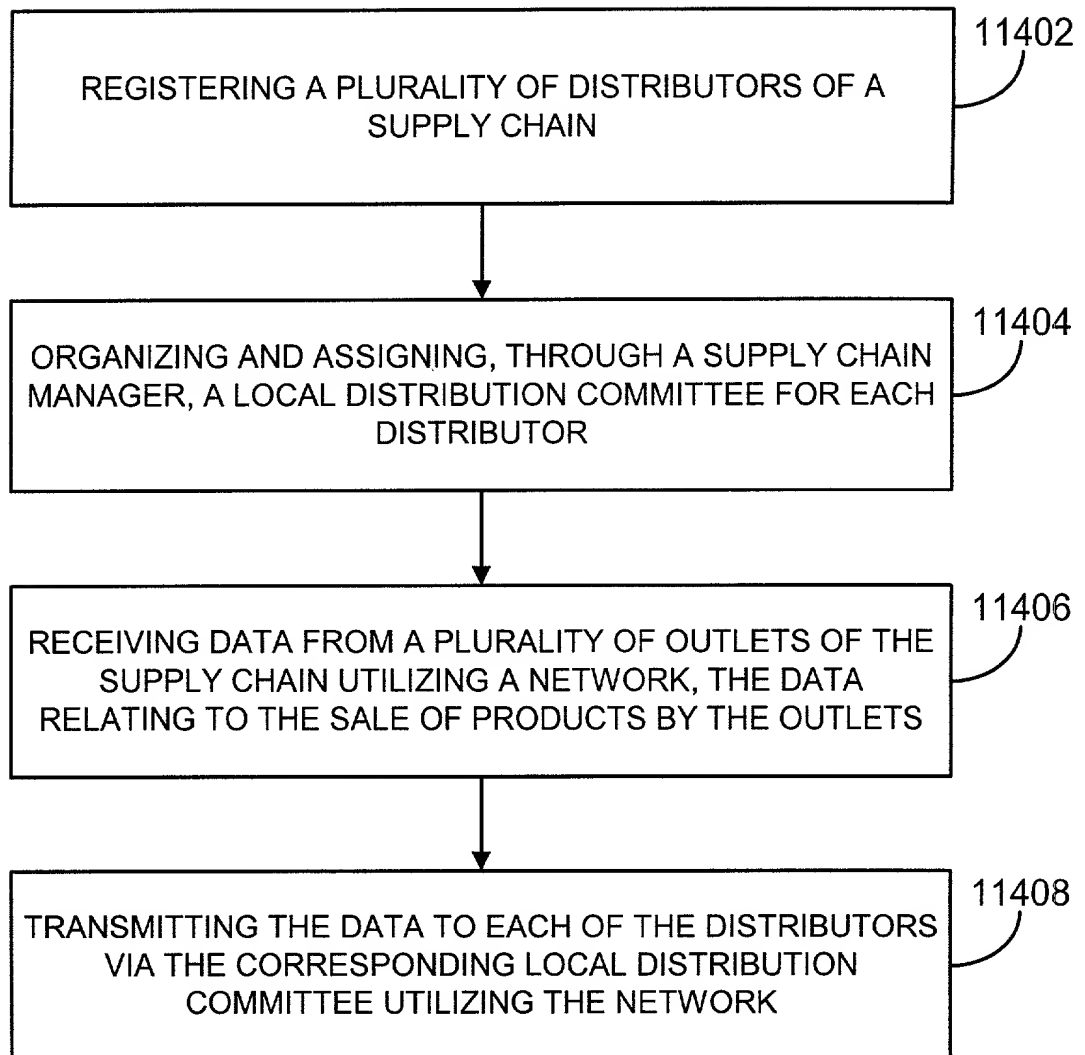 11402
REGISTERING A PLURALITY OF DISTRIBUTORS OF A
SUPPLY CHAIN
11404
ORGANIZING AND ASSIGNING, THROUGH A SUPPLY CHAIN
MANAGER, A LOCAL DISTRIBUTION COMMITTEE FOR EACH
DISTRIBUTOR
11406
RECEIVING DATA FROM A PLURALITY OF OUTLETS OF THE
SUPPLY CHAIN UTILIZING A NETWORK, THE DATA
RELATING TO THE SALE OF PRODUCTS BY THE OUTLETS
11408
TRANSMITTING THE DATA TO EACH OF THE DISTRIBUTORS
VIA THE CORRESPONDING LOCAL DISTRIBUTION
COMMITTEE UTILIZING THE NETWORK